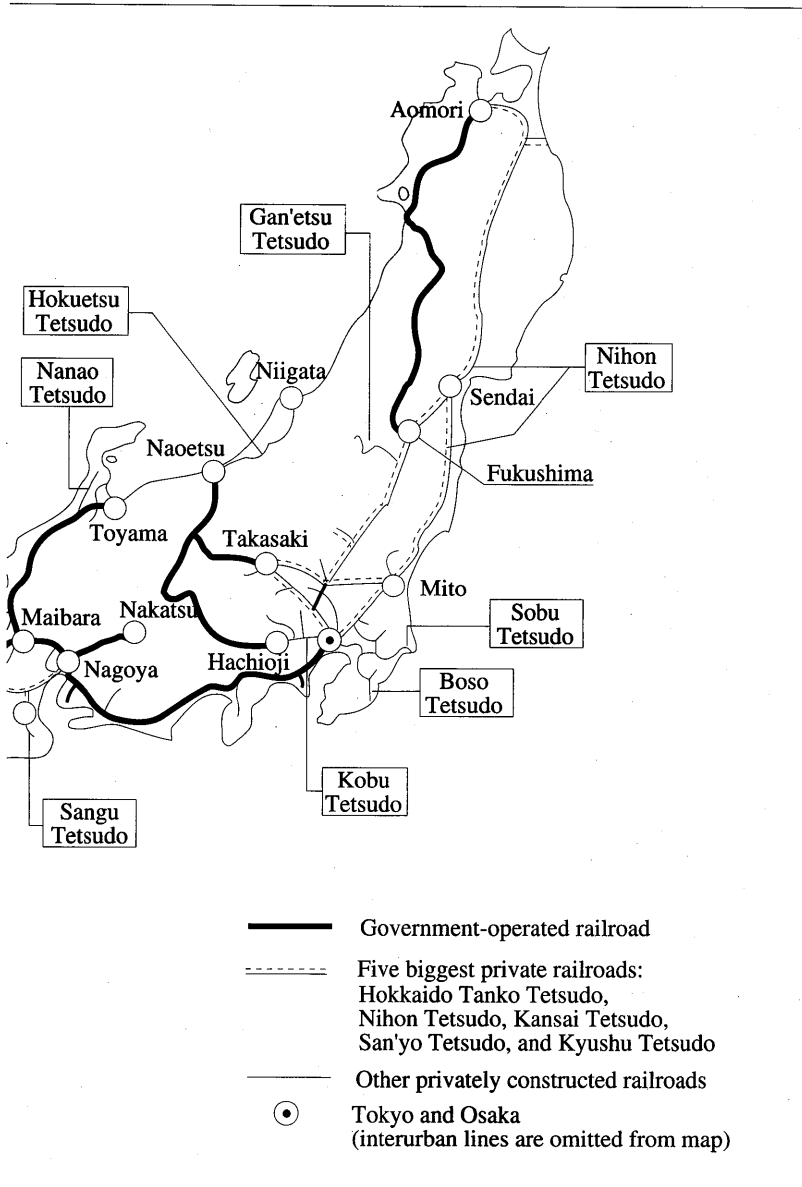 Aomori
Gan'etsu
Tetsudo
Hokuetsu
Tetsudo
Nanao
Tetsudo
Niigata
Nihon
Tetsudo
Sendai
Naoetsu
Fukushima
Toyama
Takasaki
Mito
Maibara
Nakatsu
Sobu
Tetsudo
Nagoya
Hachioji
Boso
Tetsudo
Kobu
Tetsudo
Sangu
Tetsudo
Government-operated railroad
Five biggest private railroads:
Hokkaido Tanko Tetsudo,
Nihon Tetsudo, Kansai Tetsudo,
San'yo Tetsudo, and Kyushu Tetsudo
Other privately constructed railroads
Tokyo and Osaka
(interurban lines are omitted from map)